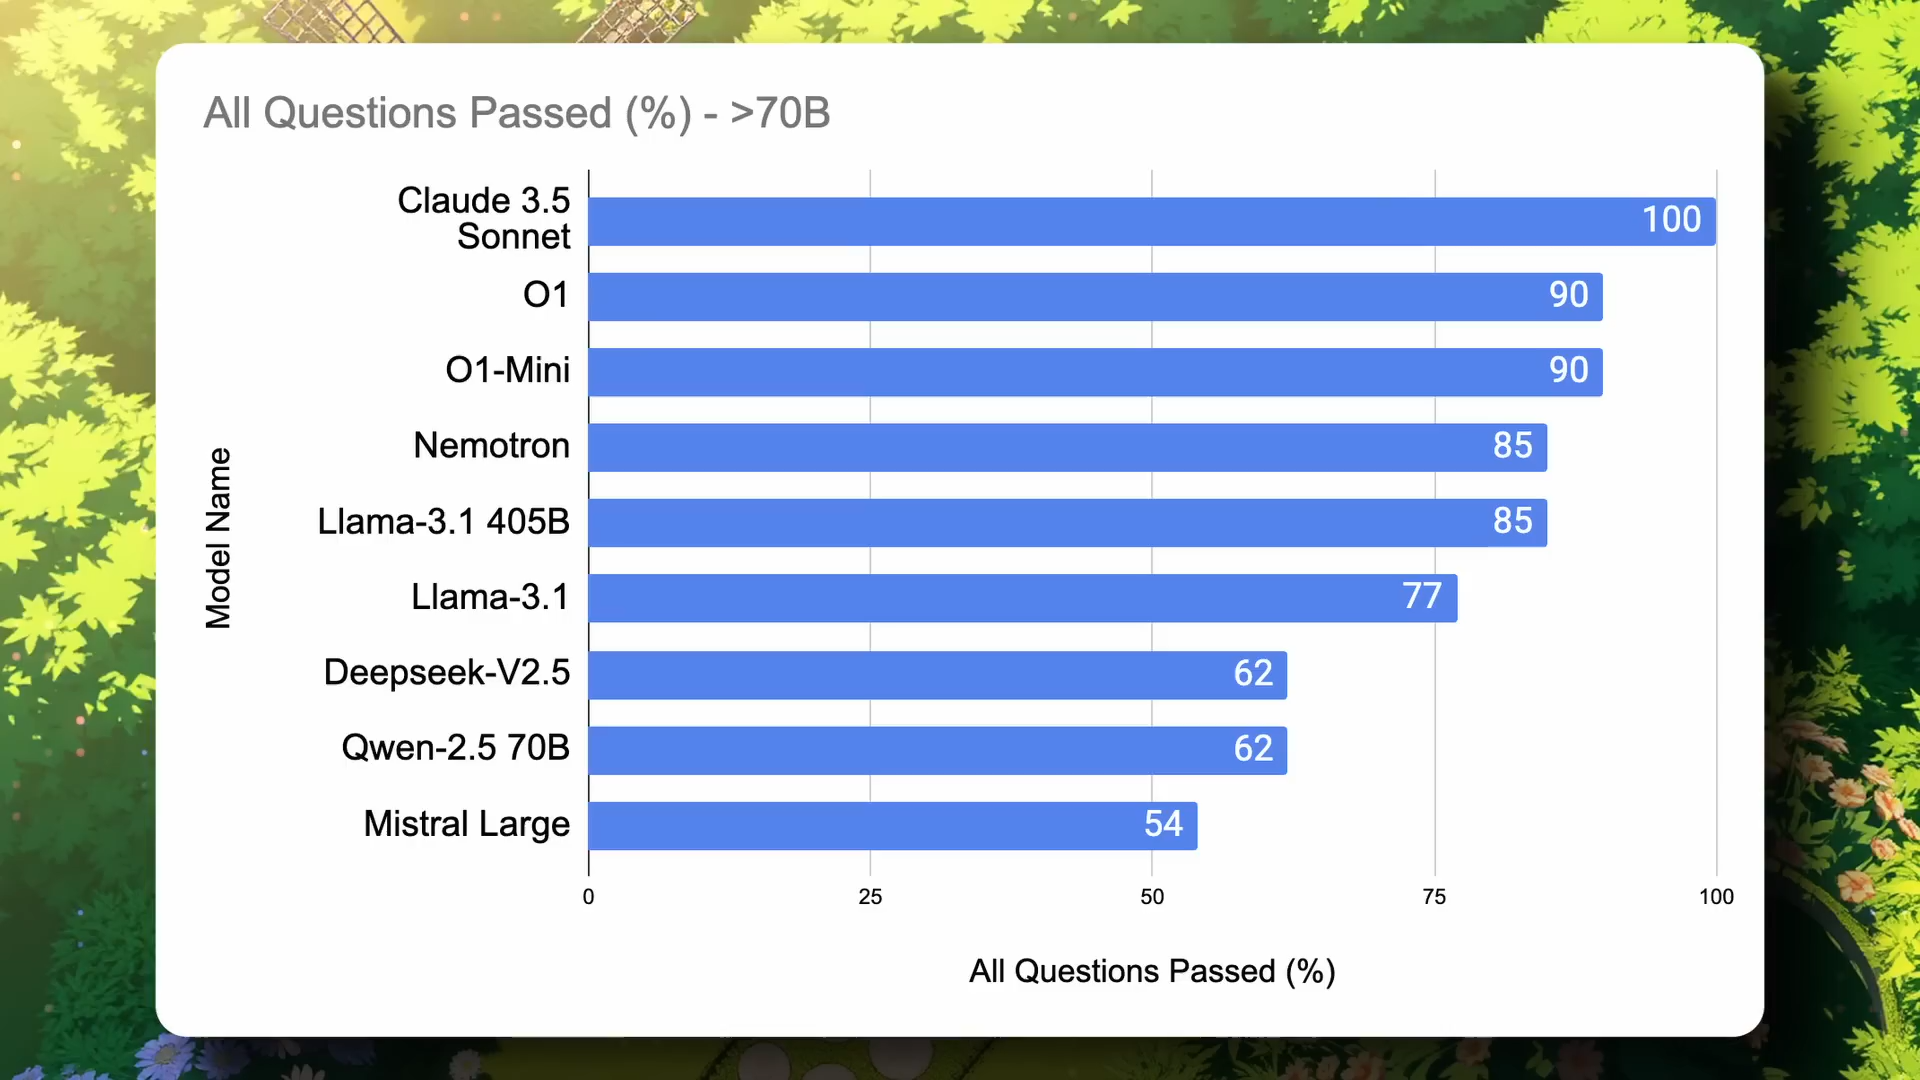 All Questions Passed (%) - >70B
Claude 3.5
Sonnet
100
O1
90
O1-Mini
90
Nemotron
85
Llama-3.1 405B
85
Llama-3.1
77
Deepseek-V2.5
62
Qwen-2.5 70B
62
Mistral Large
54
Model Name
0 25 50 75 100
All Questions Passed (%)